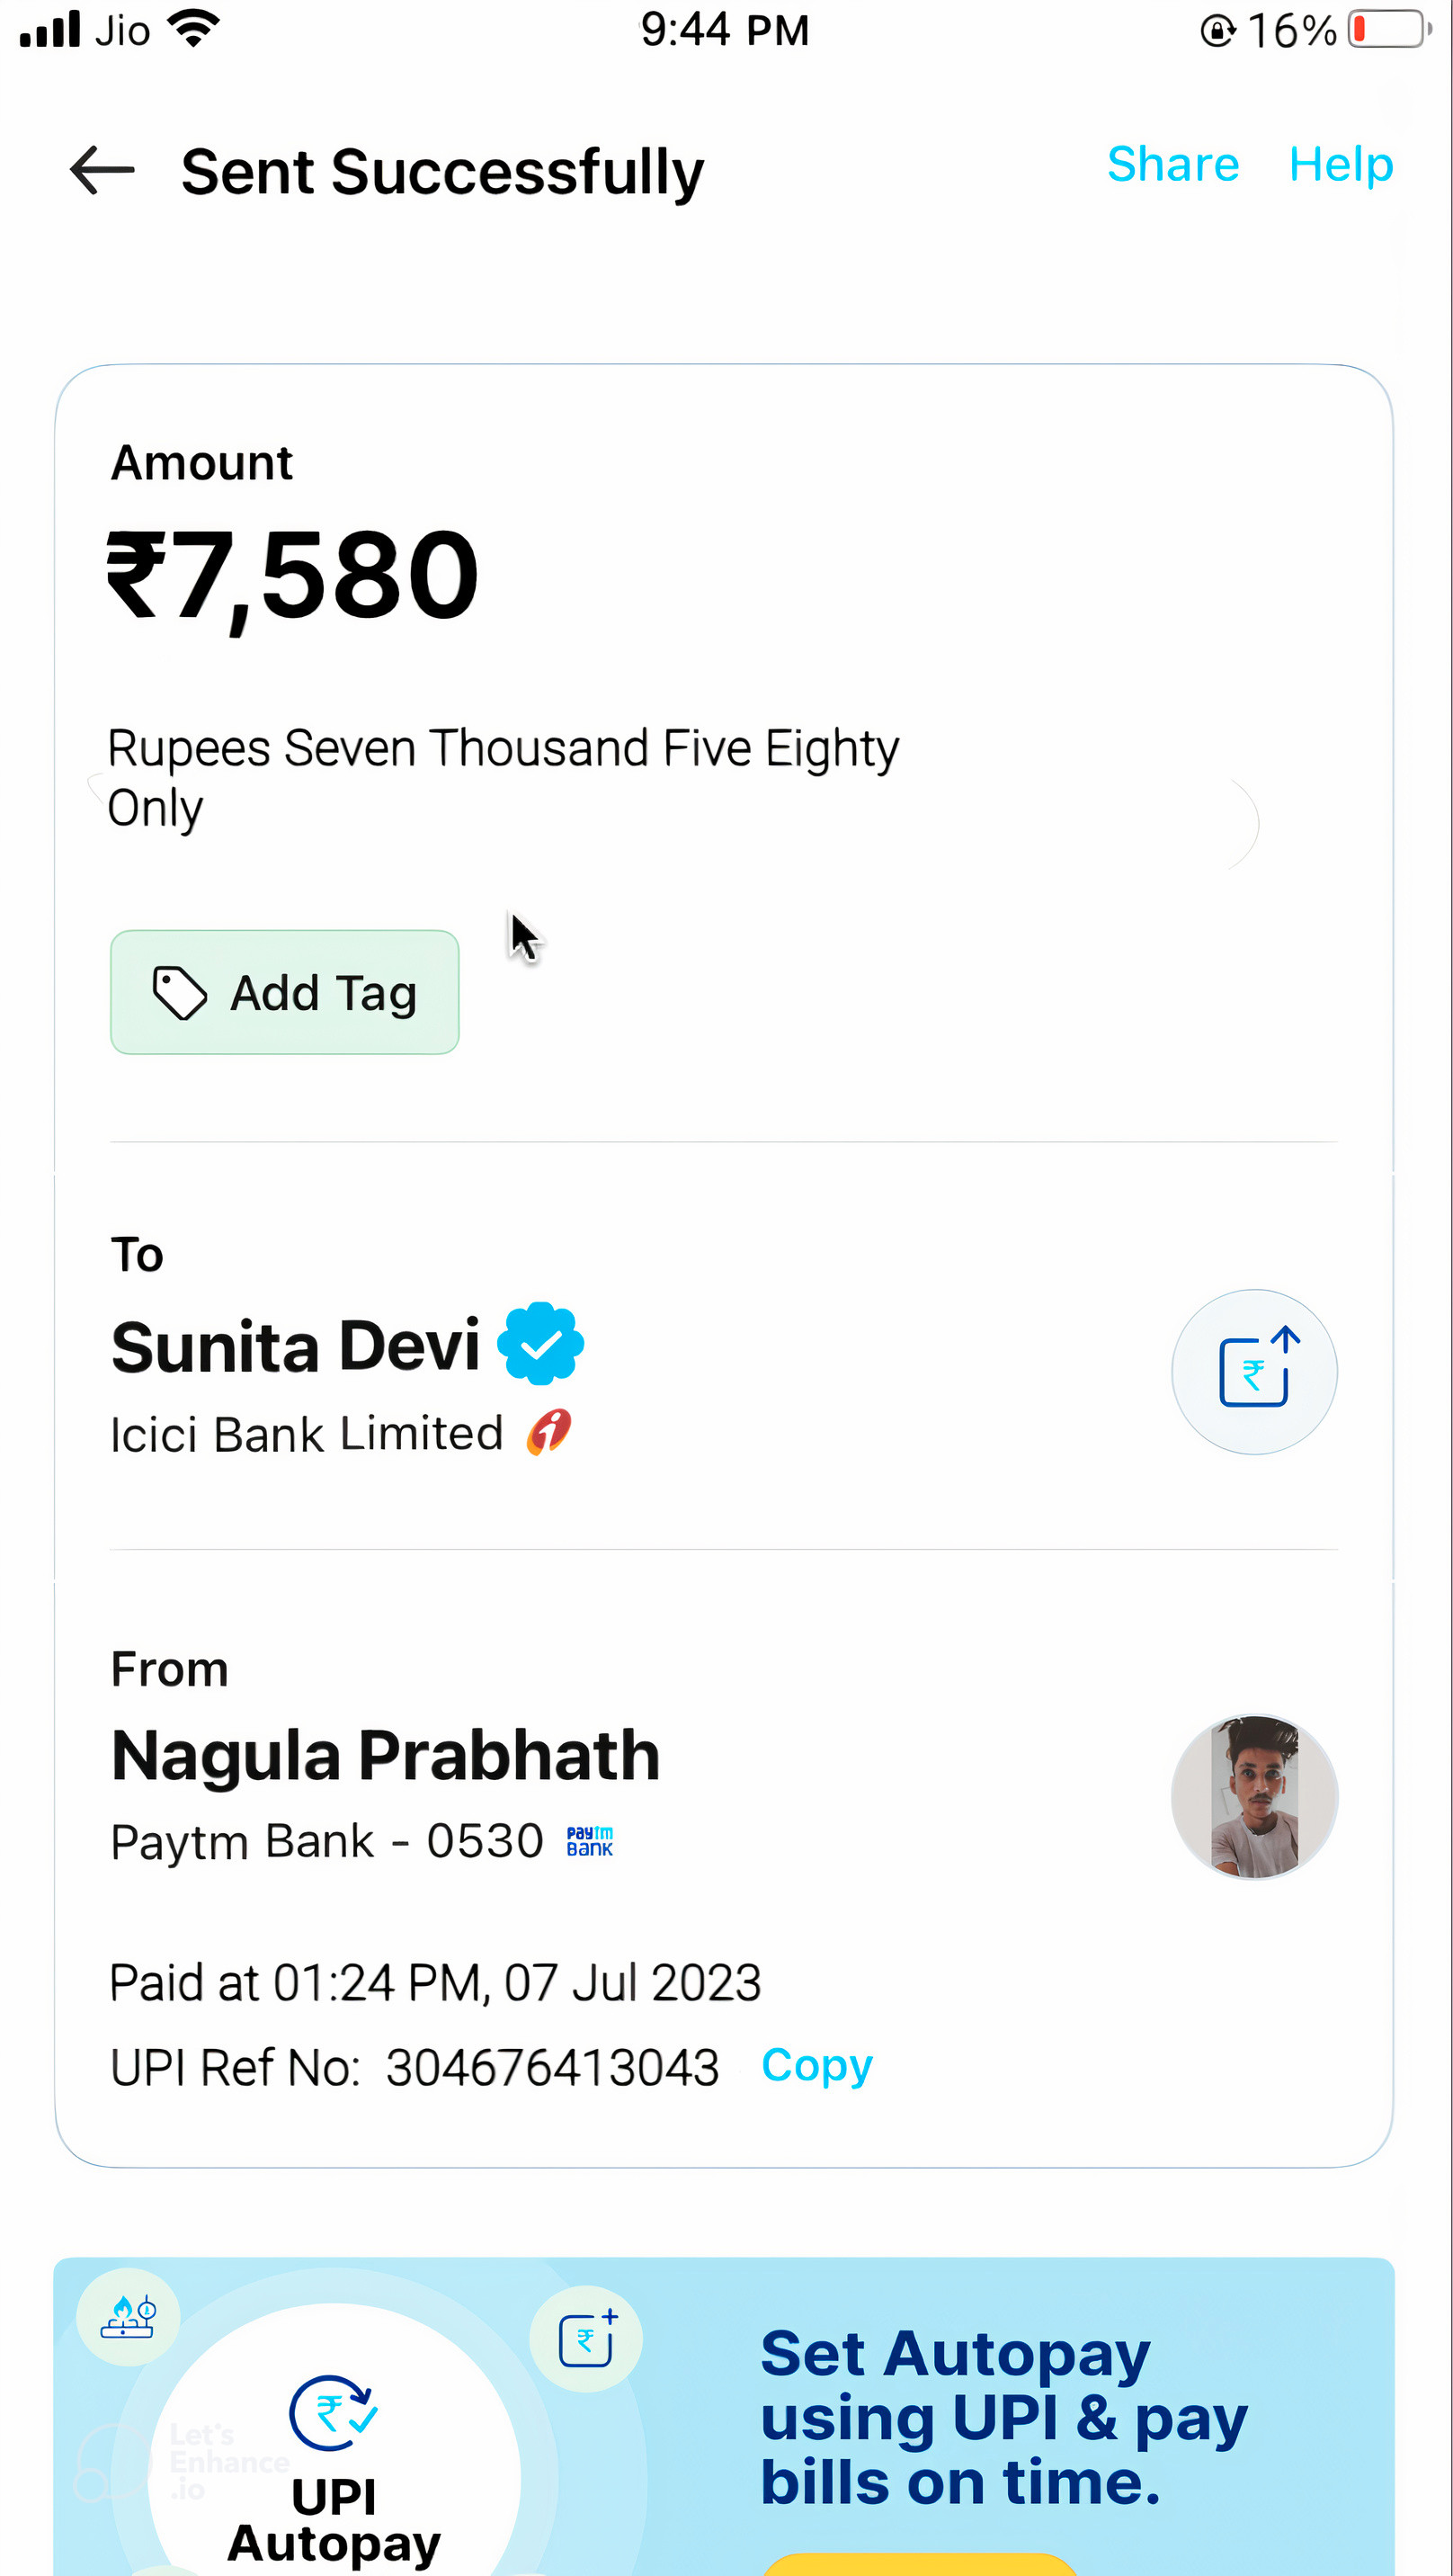 Jio 9:44 PM 16%
Sent Successfully Share Help
Amount
₹7,580
Rupees Seven Thousand Five Eighty
Only
Add Tag
To
Sunita Devi
Icici Bank Limited
From
Nagula Prabhath
Paytm Bank - 0530 paytm BANK
Paid at 01:24 PM, 07 Jul 2023
UPI Ref No: 304676413043 Copy
Set Autopay
using UPI & pay
bills on time.
Let's
Enhance
.io
UPI
Autopay